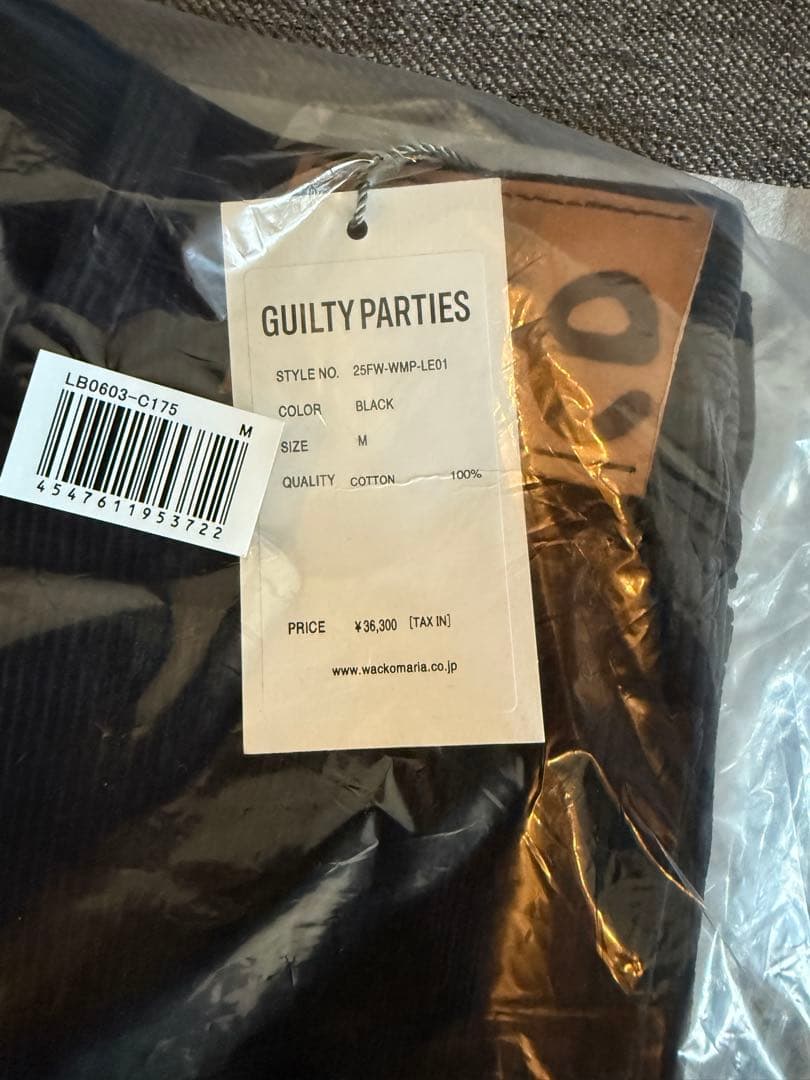 GUILTY PARTIES
STYLE NO. 25FW-WMP-LE01
COLOR BLACK
SIZE M
QUALITY COTTON 100%
PRICE ¥36,300 [TAX IN]
www.wackomaria.co.jp
LB0603-C175
M
4547611953722